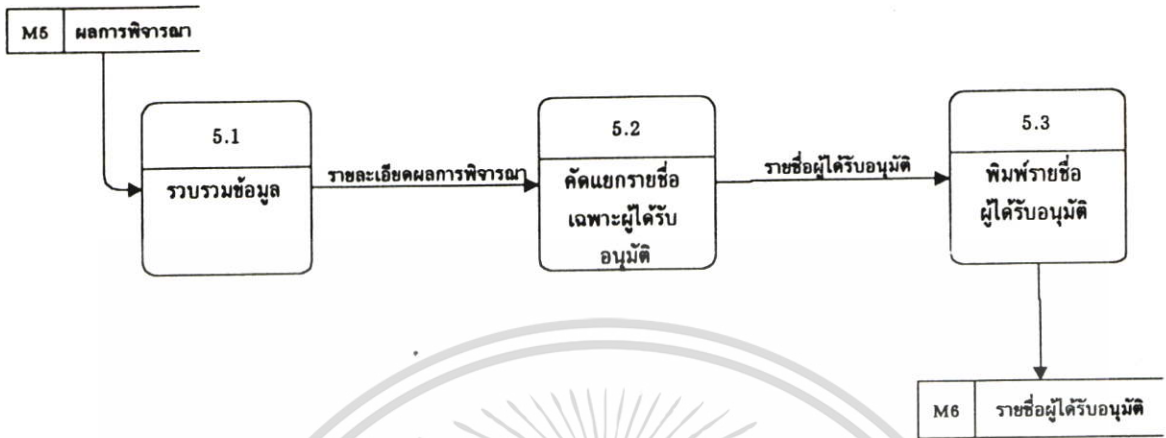 M5 ผลการพิจารณา
5.1
รวบรวมข้อมูล
รายละเอียดผลการพิจารณา
5.2
คัดแยกรายชื่อ
เฉพาะผู้ได้รับ
อนุมัติ
รายชื่อผู้ได้รับอนุมัติ
5.3
พิมพ์รายชื่อ
ผู้ได้รับอนุมัติ
M6 รายชื่อผู้ได้รับอนุมัติ